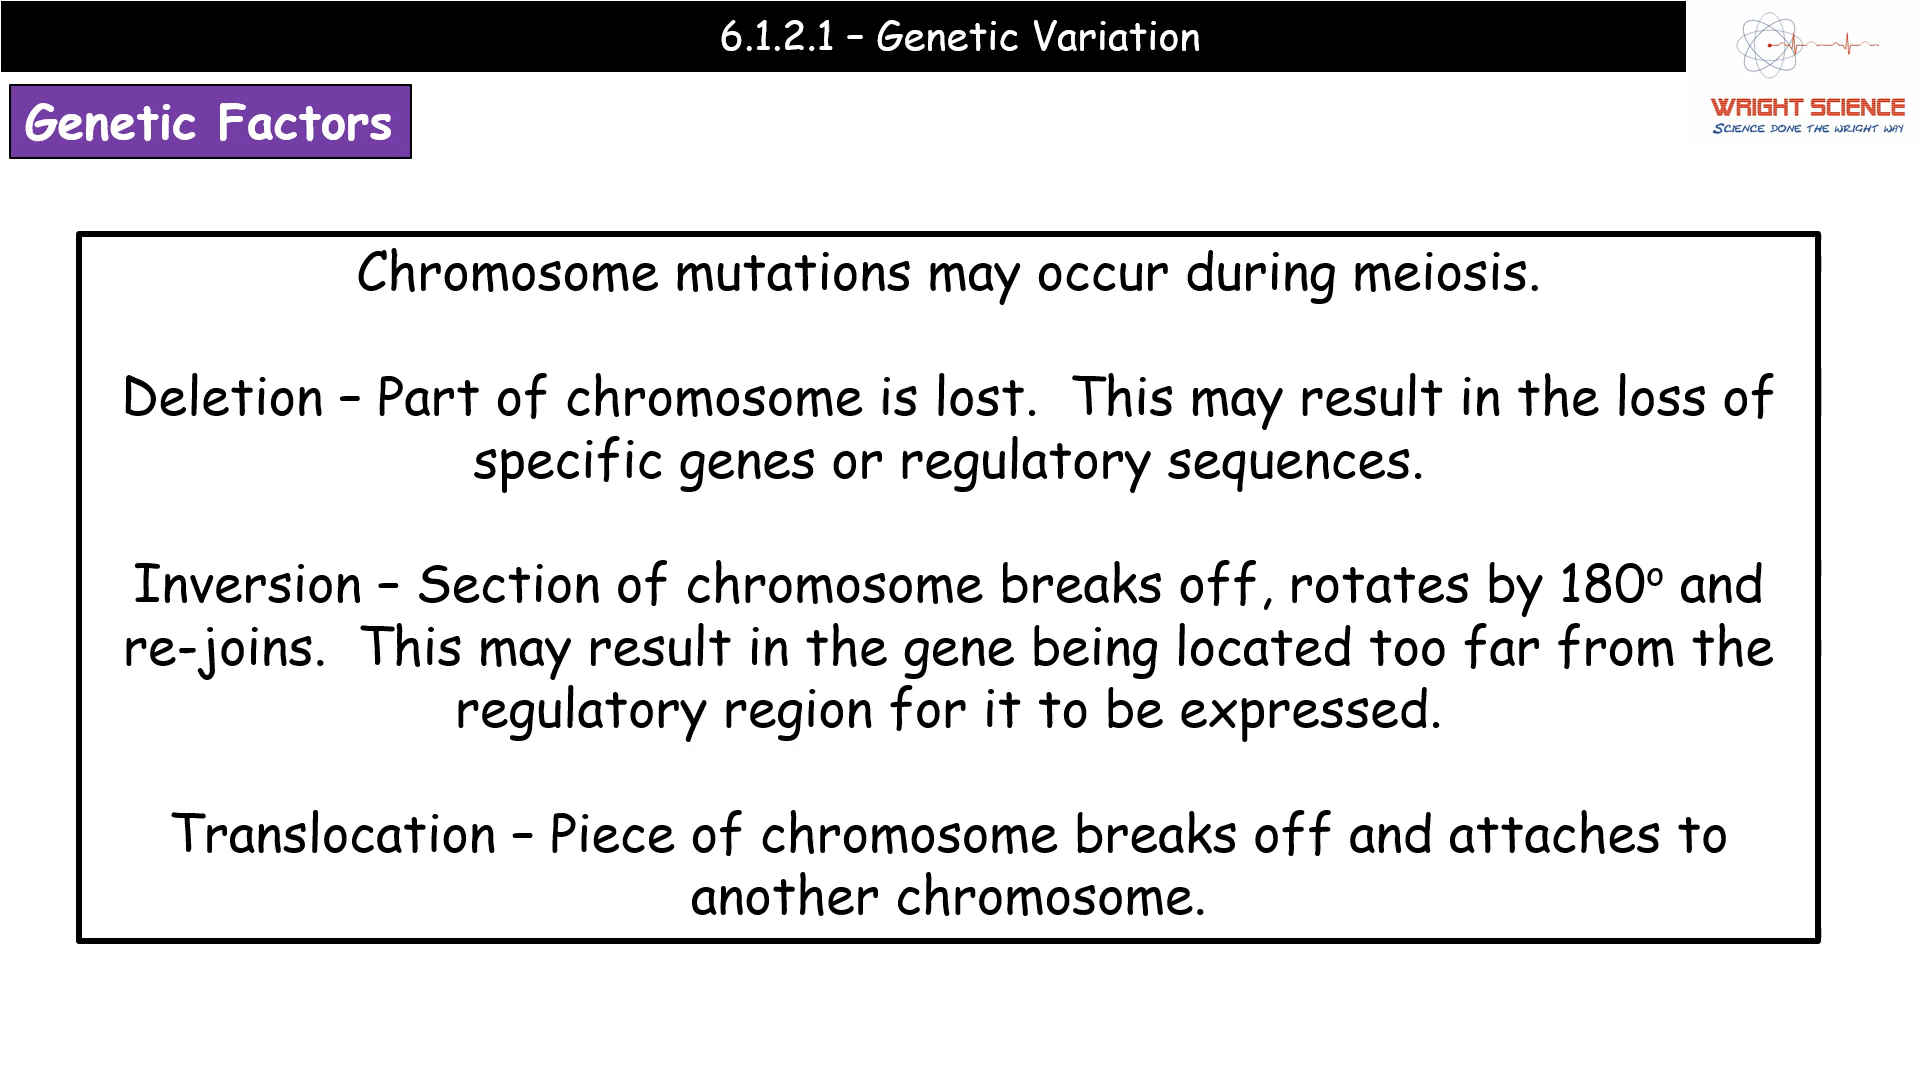 6.1.2.1 – Genetic Variation
WRIGHT SCIENCE
SCIENCE DONE THE WRIGHT WAY
Genetic Factors
Chromosome mutations may occur during meiosis.
Deletion – Part of chromosome is lost.  This may result in the loss of
specific genes or regulatory sequences.
Inversion – Section of chromosome breaks off, rotates by 180º and
re-joins.  This may result in the gene being located too far from the
regulatory region for it to be expressed.
Translocation – Piece of chromosome breaks off and attaches to
another chromosome.